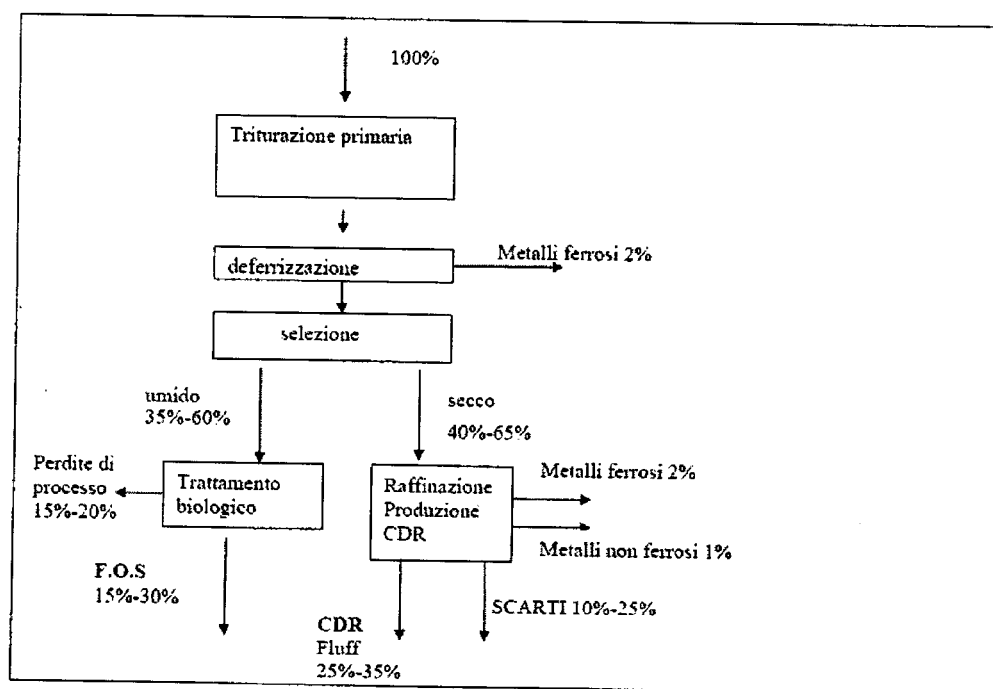 100%
Triturazione primaria
deferrizzazione
Metalli ferrosi 2%
selezione
umido
35%-60%
secco
40%-65%
Perdite di
processo
15%-20%
Trattamento
biologico
Raffinazione
Produzione
CDR
Metalli ferrosi 2%
Metalli non ferrosi 1%
F.O.S
15%-30%
SCARTI 10%-25%
CDR
Fluff
25%-35%